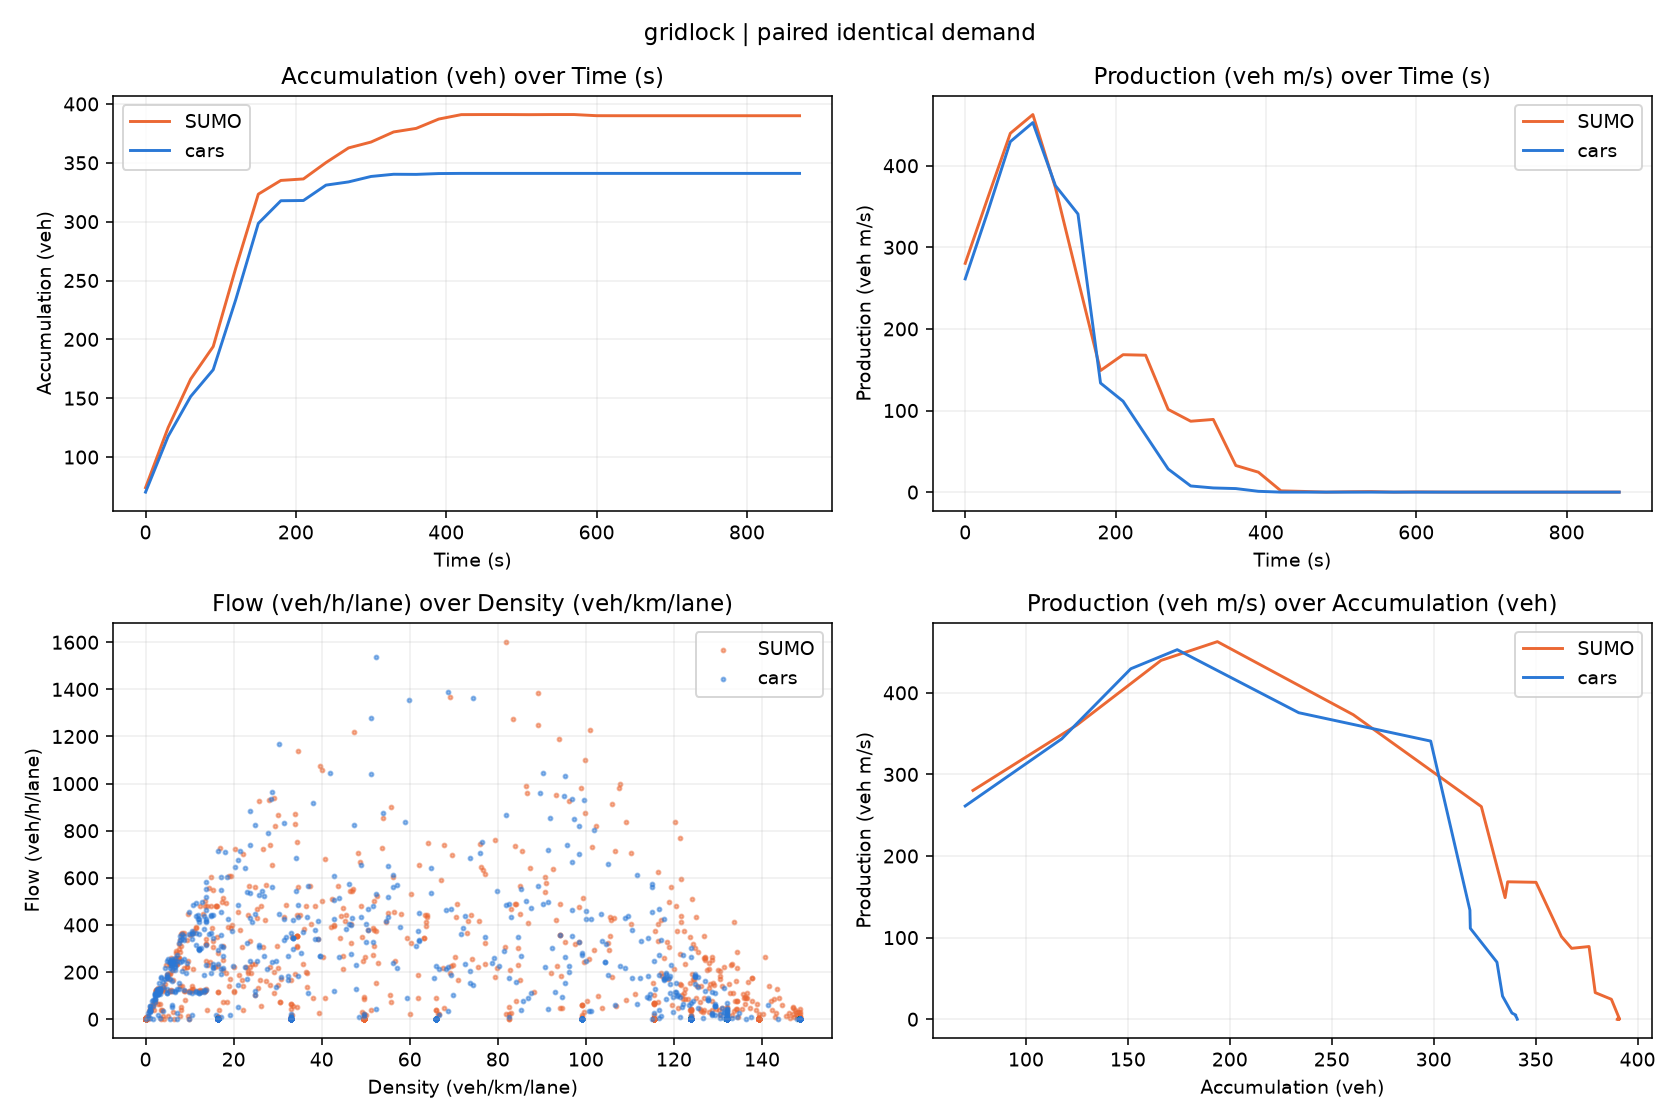 gridlock | paired identical demand
Accumulation (veh) over Time (s)
400
350
300
250
200
150
100
0
200
400
600
800
Accumulation (veh)
Time (s)
SUMO
cars
Production (veh m/s) over Time (s)
400
300
200
100
0
0
200
400
600
800
Production (veh m/s)
Time (s)
SUMO
cars
Flow (veh/h/lane) over Density (veh/km/lane)
1600
1400
1200
1000
800
600
400
200
0
0
20
40
60
80
100
120
140
Flow (veh/h/lane)
Density (veh/km/lane)
SUMO
cars
Production (veh m/s) over Accumulation (veh)
400
300
200
100
0
100
150
200
250
300
350
400
Production (veh m/s)
Accumulation (veh)
SUMO
cars